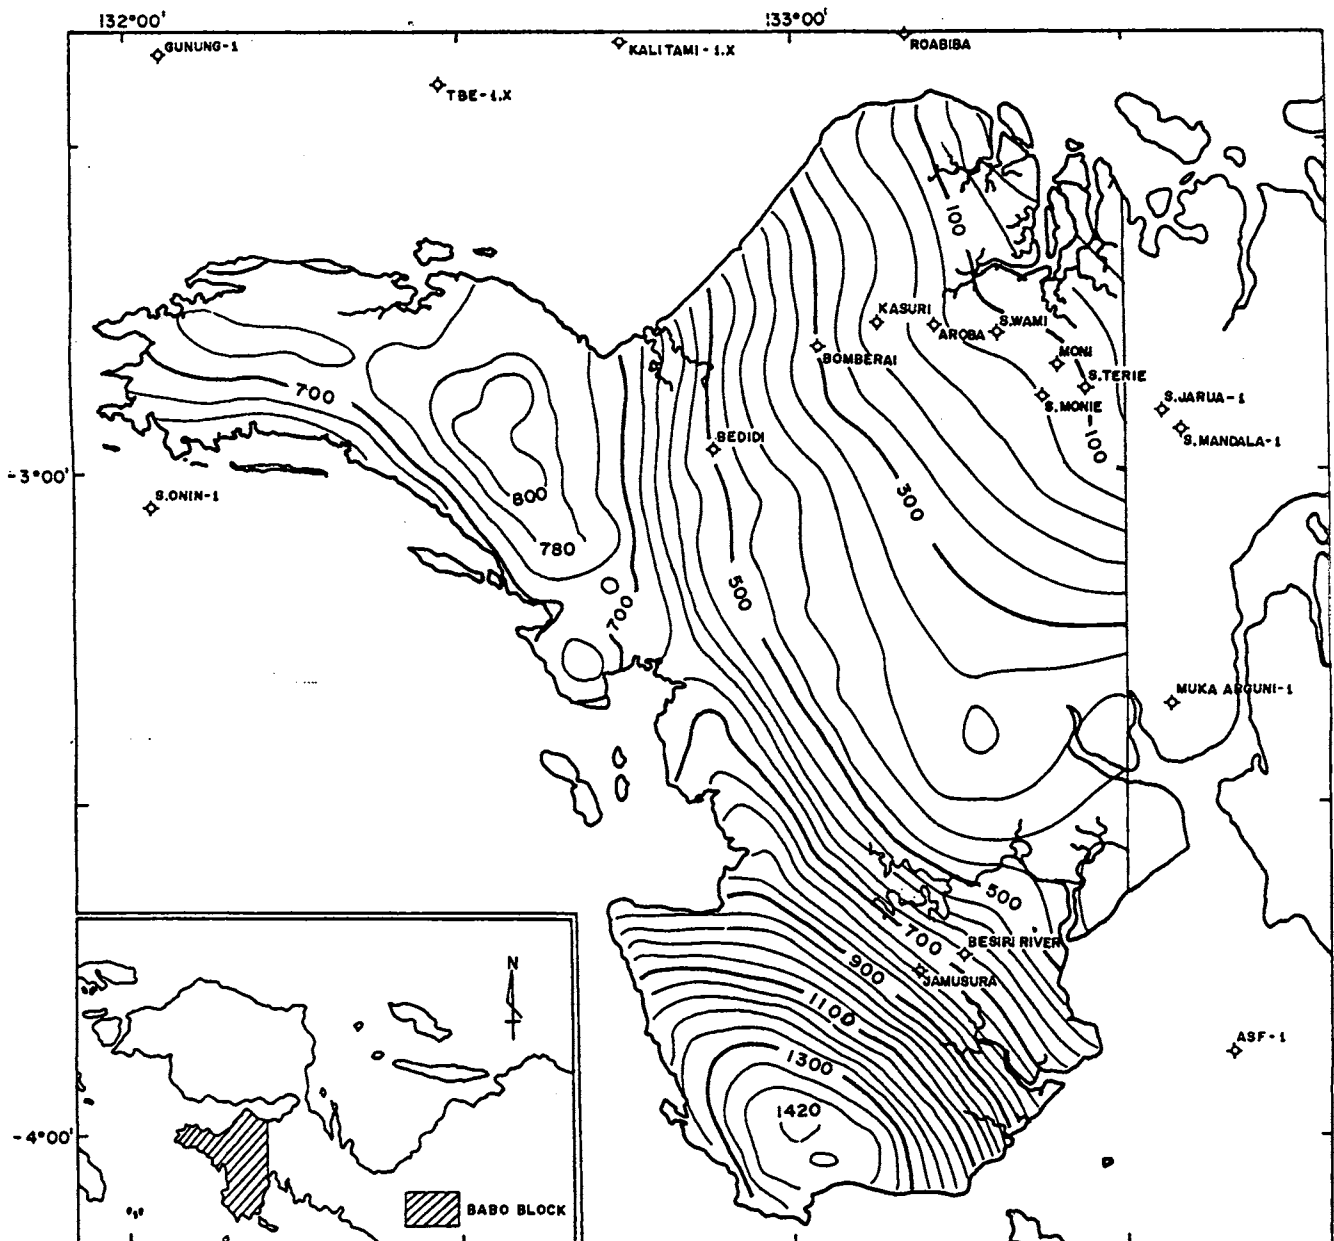 132°00'
133°00'
GUNUNG-1
KALITAMI-1.X
ROABIBA
TBE-1.X
100
KASURI
AROBA
S.WAMI
BOMBERAI
MONI
S.TERIE
700
S.MONIE
S.JARUA-1
BEDIDI
S.MANDALA-1
100
-3°00'
S.ONIN-1
800
300
780
500
700
MUKA ARGUNI-1
500
700
BESIRI RIVER
900
JAMUSURA
1100
ASF-1
1300
N
1420
-4°00'
BABO BLOCK